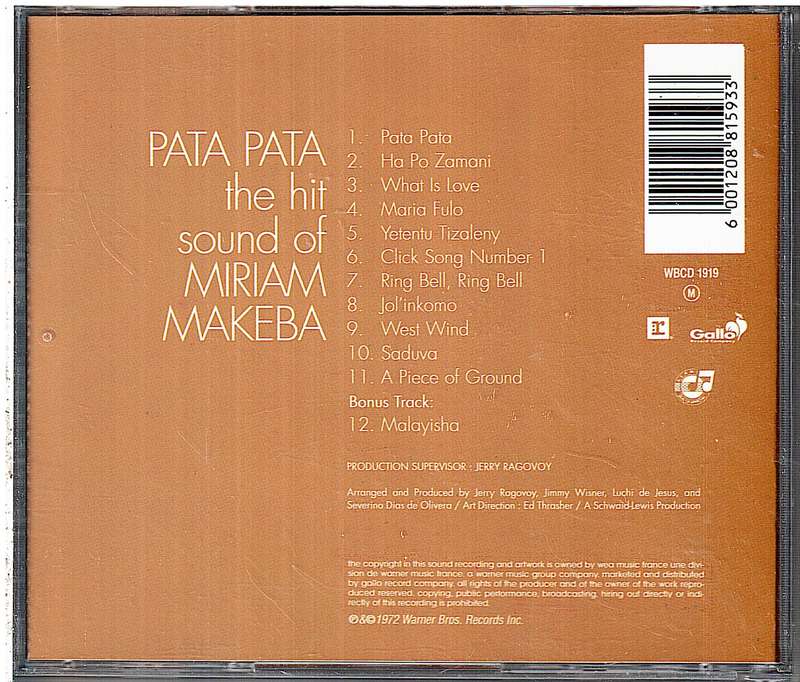 PATA PATA
the hit
sound of
MIRIAM
MAKEBA
1. Pata Pata
2. Ha Po Zamani
3. What Is Love
4. Maria Fulo
5. Yetentu Tizaleny
6. Click Song Number 1
7. Ring Bell, Ring Bell
8. Jol'inkomo
9. West Wind
10. Saduva
11. A Piece of Ground
Bonus Track:
12. Malayisha
PRODUCTION SUPERVISOR · JERRY RAGOVOY
Arranged and Produced by Jerry Ragovoy, Jimmy Wisner, Luchi de Jesus, and
Severino Dias de Olivera / Art Direction : Ed Thrasher / A Schwaid-Lewis Production
the copyright in this sound recording and artwork is owned by wea music france une divi-
sion de warner music france. a warner music group company. marketed and distributed
by gallo record company. all rights of the producer and of the owner of the work repro-
duced reserved. copying, public performance, broadcasting, hiring out directly or indi-
rectly of this recording is prohibited.
℗&©1972 Warner Bros. Records Inc.
6 001208 815933
WBCD 1919
M
r
Gallo